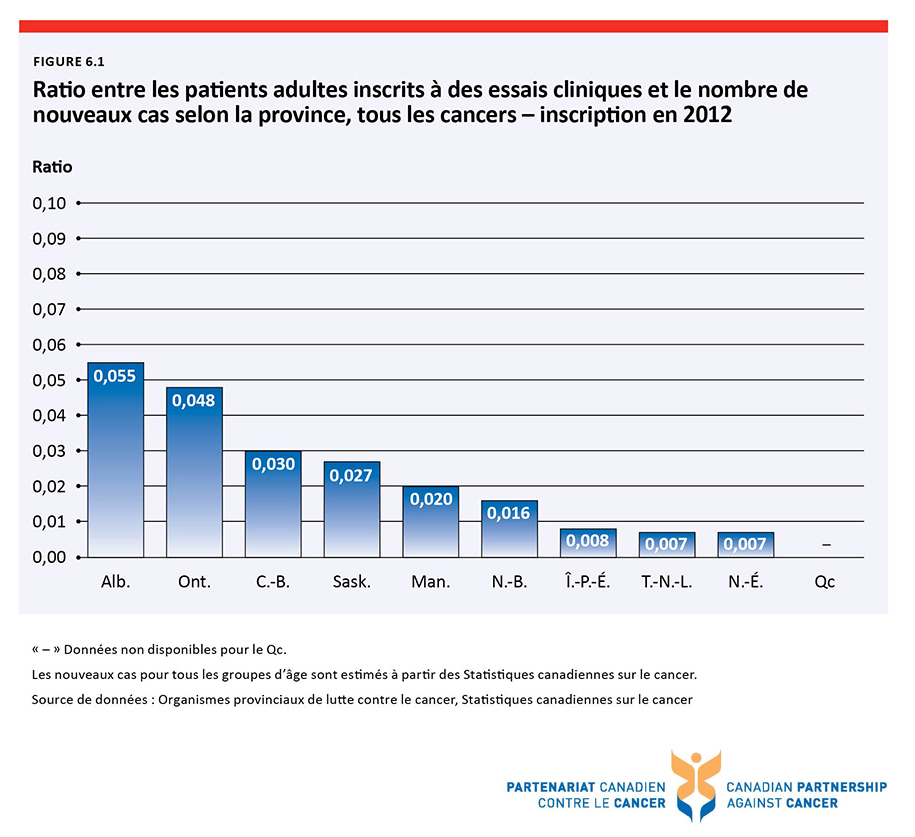 FIGURE 6.1
Ratio entre les patients adultes inscrits à des essais cliniques et le nombre de
nouveaux cas selon la province, tous les cancers – inscription en 2012
Ratio
0,10
0,09
0,08
0,07
0,06
0,05
0,04
0,03
0,02
0,01
0,00
0,055
0,048
0,030
0,027
0,020
0,016
0,008
0,007
0,007
–
Alb.
Ont.
C.-B.
Sask.
Man.
N.-B.
Î.-P.-É.
T.-N.-L.
N.-É.
Qc
« – » Données non disponibles pour le Qc.
Les nouveaux cas pour tous les groupes d’âge sont estimés à partir des Statistiques canadiennes sur le cancer.
Source de données : Organismes provinciaux de lutte contre le cancer, Statistiques canadiennes sur le cancer
PARTENARIAT CANADIEN
CONTRE LE CANCER
CANADIAN PARTNERSHIP
AGAINST CANCER